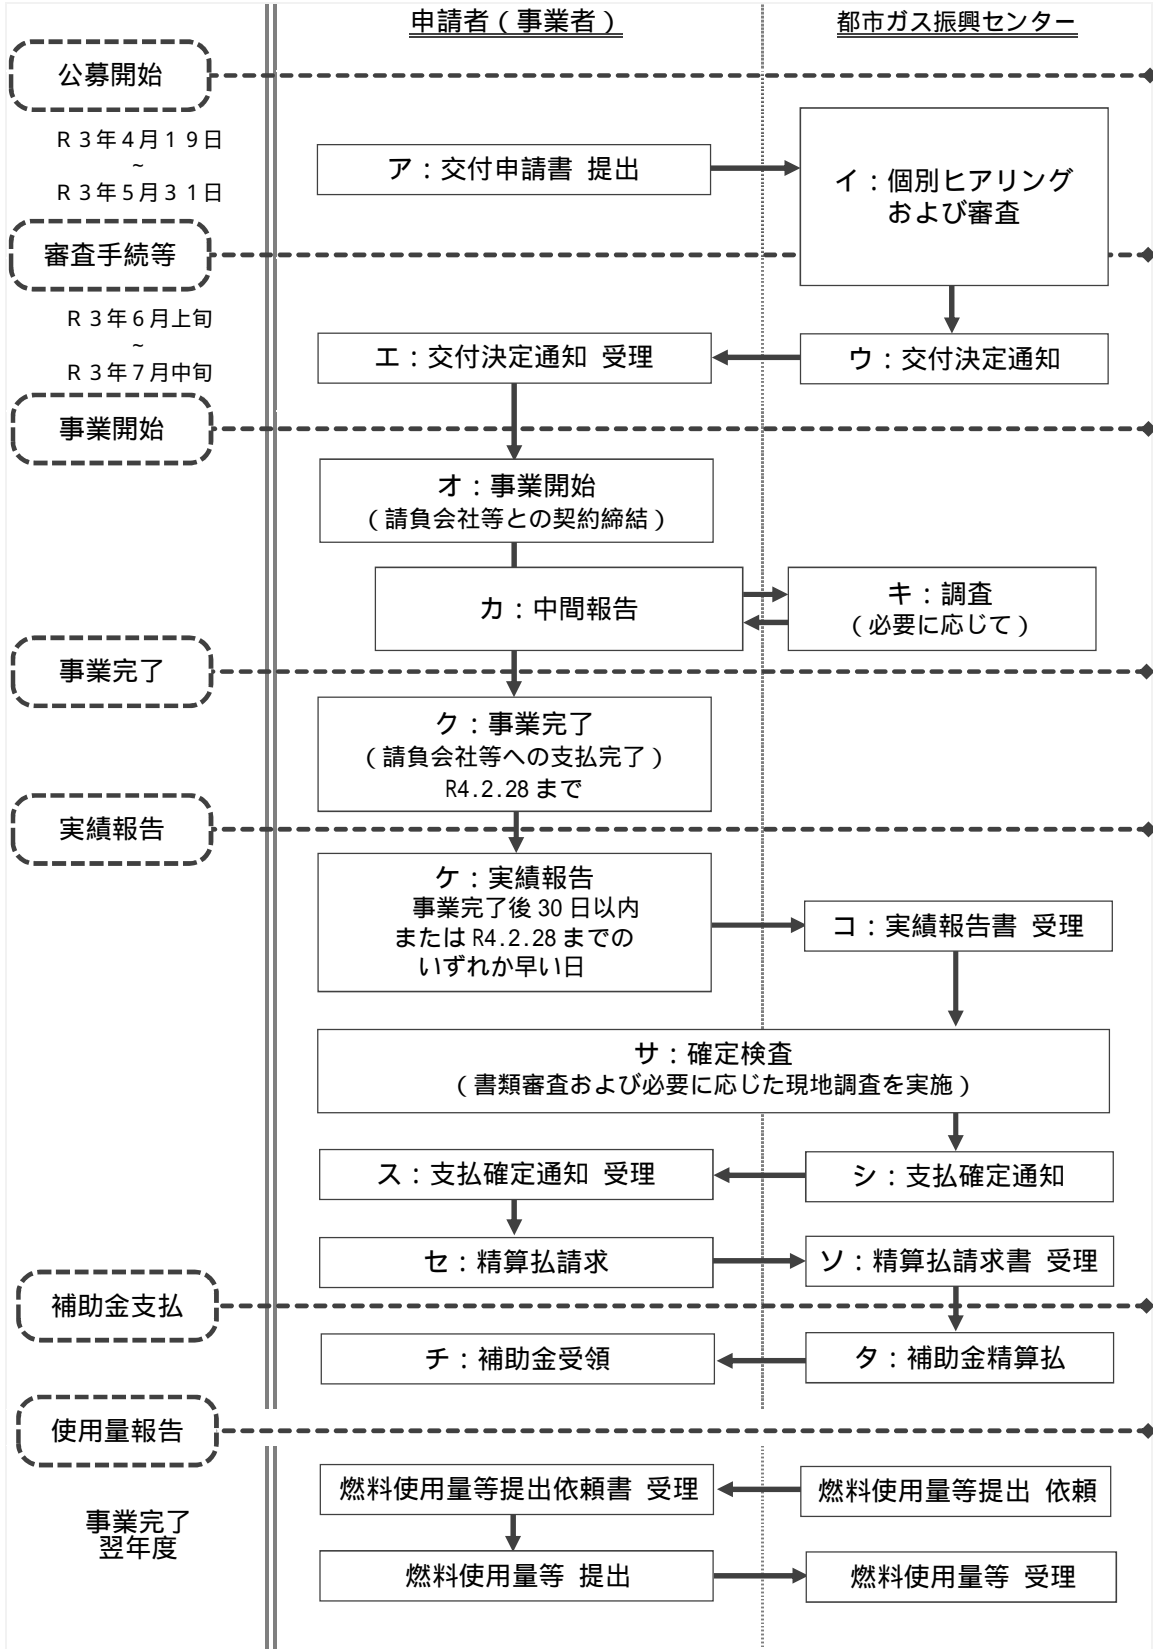 申請者（事業者）
都市ガス振興センター
公募開始
R３年４月１９日
~
R３年５月３１日
ア：交付申請書 提出
イ：個別ヒアリング
および審査
審査手続等
R３年６月上旬
~
R３年７月中旬
エ：交付決定通知 受理
ウ：交付決定通知
事業開始
オ：事業開始
（請負会社等との契約締結）
カ：中間報告
キ：調査
（必要に応じて）
事業完了
ク：事業完了
（請負会社等への支払完了）
R4.2.28 まで
実績報告
ケ：実績報告
事業完了後 30 日以内
または R4.2.28 までの
いずれか早い日
コ：実績報告書 受理
サ：確定検査
（書類審査および必要に応じた現地調査を実施）
ス：支払確定通知 受理
シ：支払確定通知
セ：精算払請求
ソ：精算払請求書 受理
補助金支払
チ：補助金受領
タ：補助金精算払
使用量報告
燃料使用量等提出依頼書 受理
燃料使用量等提出 依頼
事業完了
翌年度
燃料使用量等 提出
燃料使用量等 受理